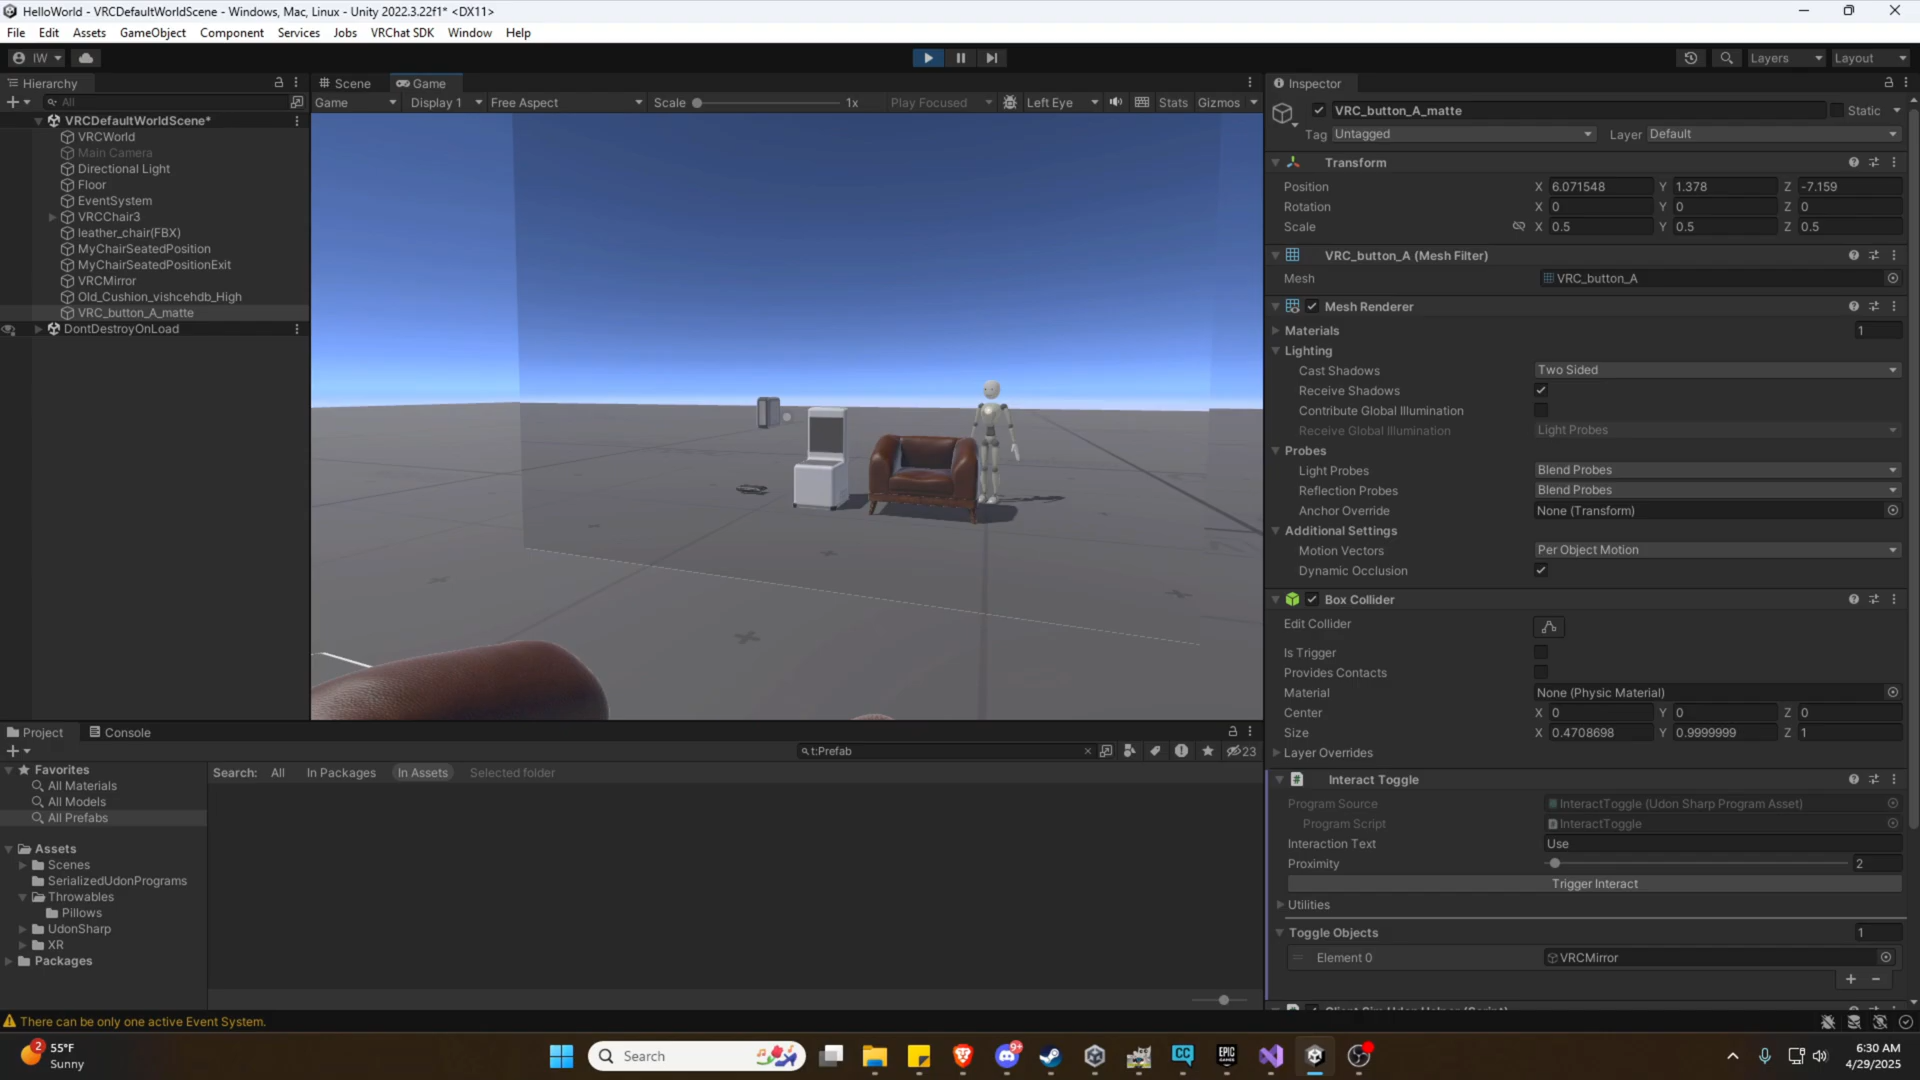 HelloWorld - VRCDefaultWorldScene - Windows, Mac, Linux - Unity 2022.3.22f1* <DX11>
File Edit Assets GameObject Component Services Jobs VRChat SDK Window Help
IW Layers Layout
Hierarchy
All
VRCDefaultWorldScene*
VRCWorld
Main Camera
Directional Light
Floor
EventSystem
VRCChair3
leather_chair(FBX)
MyChairSeatedPosition
MyChairSeatedPositionExit
VRCMirror
Old_Cushion_vishcehdb_High
VRC_button_A_matte
DontDestroyOnLoad
Scene Game
Game Display 1 Free Aspect Scale 1x Play Focused Left Eye Stats Gizmos
Inspector
VRC_button_A_matte Static
Tag Untagged Layer Default
Transform
Position X 6.071548 Y 1.378 Z -7.159
Rotation X 0 Y 0 Z 0
Scale X 0.5 Y 0.5 Z 0.5
VRC_button_A (Mesh Filter)
Mesh VRC_button_A
Mesh Renderer
Materials 1
Lighting
Cast Shadows Two Sided
Receive Shadows
Contribute Global Illumination
Receive Global Illumination Light Probes
Probes
Light Probes Blend Probes
Reflection Probes Blend Probes
Anchor Override None (Transform)
Additional Settings
Motion Vectors Per Object Motion
Dynamic Occlusion
Box Collider
Edit Collider
Is Trigger
Provides Contacts
Material None (Physic Material)
Center X 0 Y 0 Z 0
Size X 0.4708698 Y 0.9999999 Z 1
Layer Overrides
Interact Toggle
Program Source InteractToggle (Udon Sharp Program Asset)
Program Script InteractToggle
Interaction Text Use
Proximity 2
Trigger Interact
Utilities
Toggle Objects 1
Element 0 VRCMirror
Project Console
t:Prefab 23
Favorites
All Materials
All Models
All Prefabs
Assets
Scenes
SerializedUdonPrograms
Throwables
Pillows
UdonSharp
XR
Packages
Search: All In Packages In Assets Selected folder
There can be only one active Event System.
2 55°F
Sunny
Search
9+
CC
EPIC GAMES
6:30 AM
4/29/2025